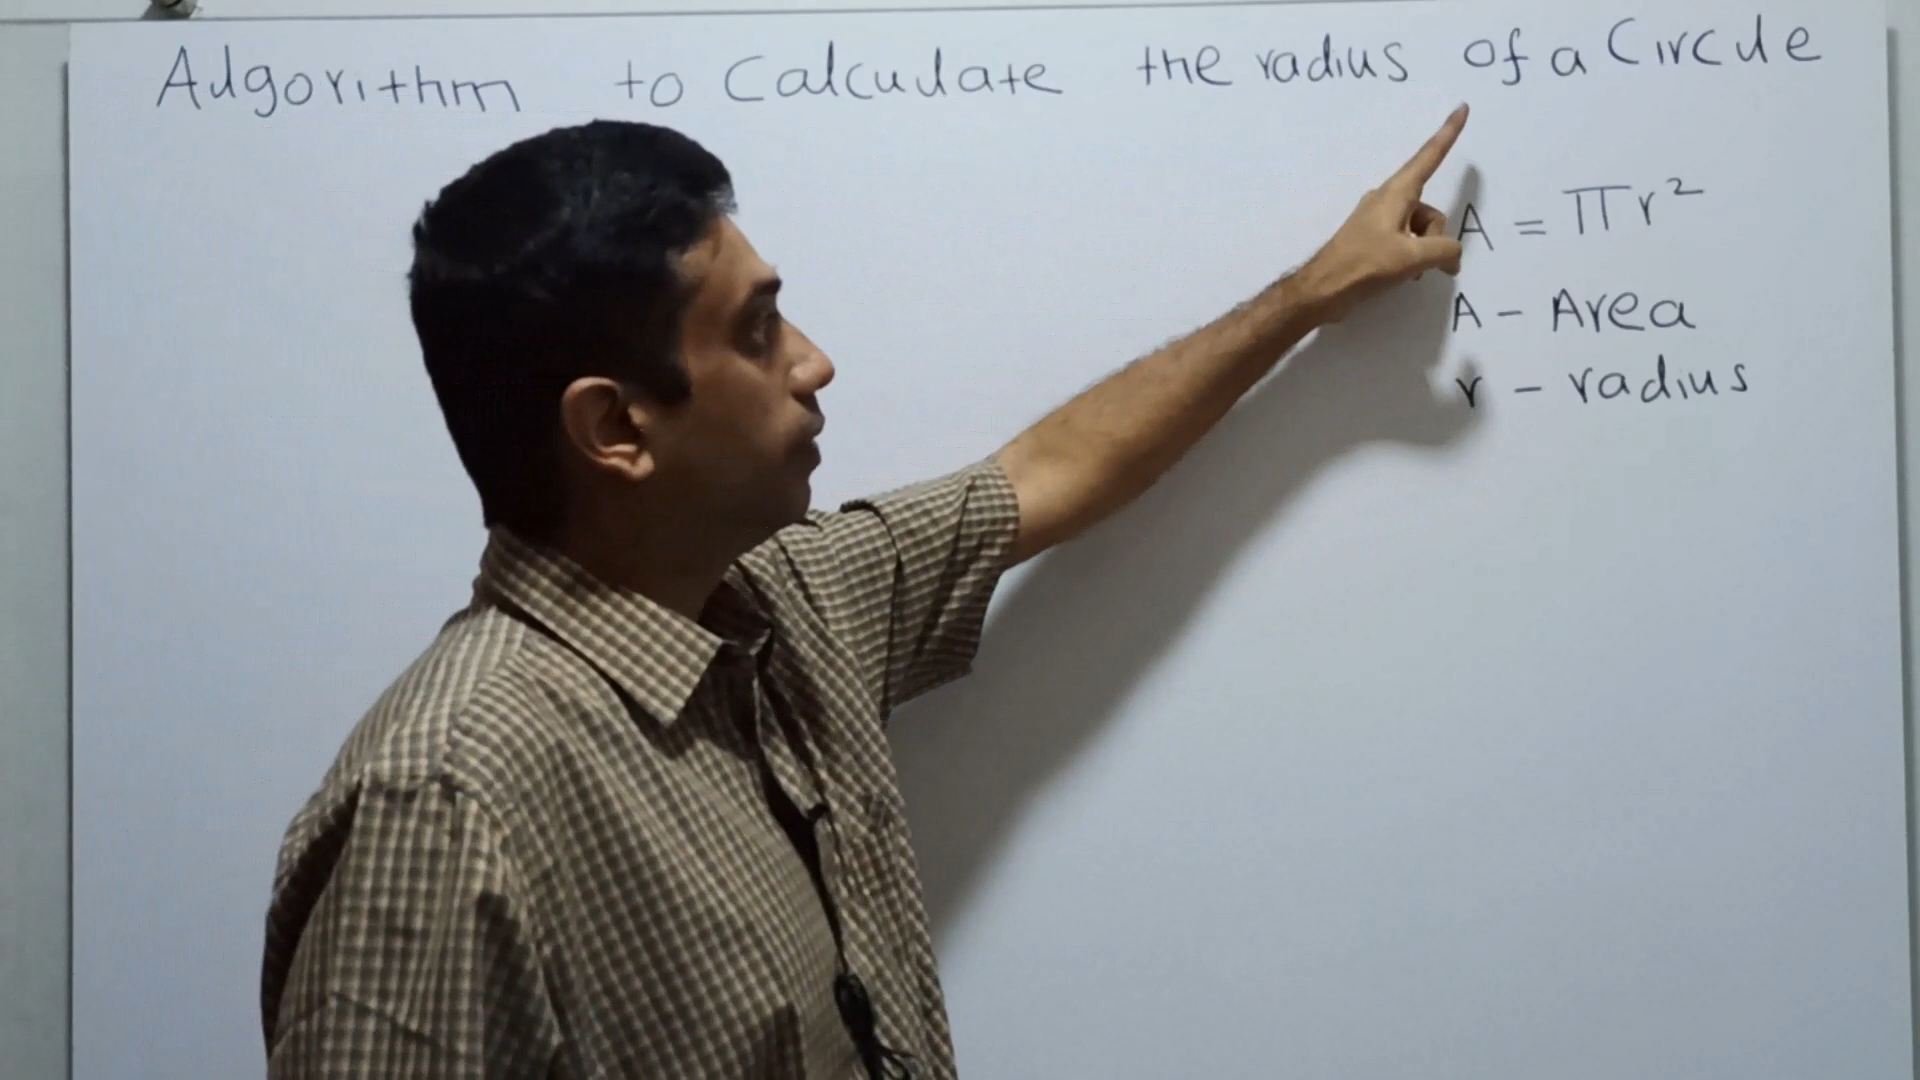 Algorithm to Calculate the radius of a Circle
A = πr²
A - Area
r - radius